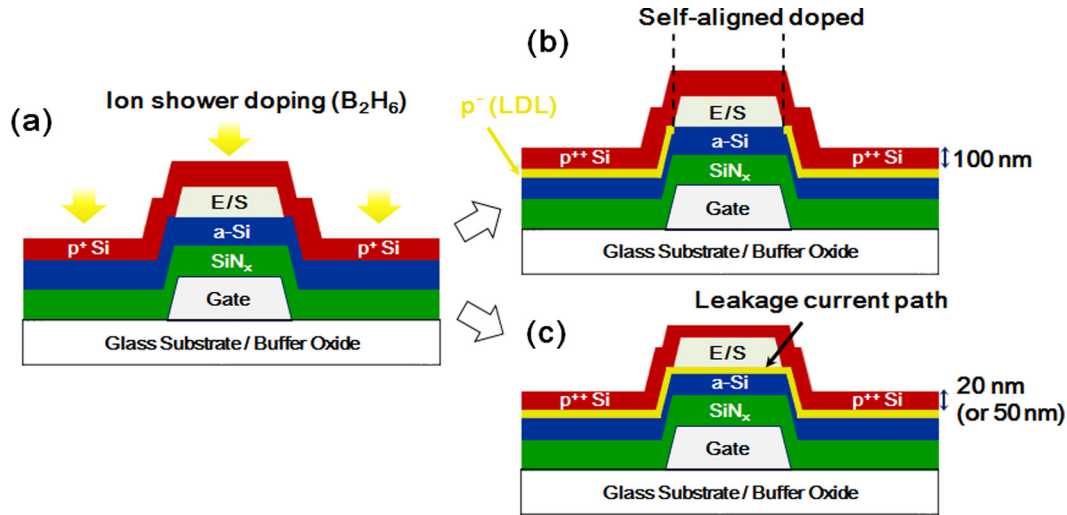 (a)
Ion shower doping (B₂H₆)
p⁺ Si
p⁺ Si
E/S
a-Si
SiNₓ
Gate
Glass Substrate / Buffer Oxide
(b)
Self-aligned doped
p⁻ (LDL)
E/S
p⁺⁺ Si
p⁺⁺ Si
a-Si
SiNₓ
Gate
100 nm
Glass Substrate / Buffer Oxide
(c)
Leakage current path
E/S
p⁺⁺ Si
p⁺⁺ Si
a-Si
SiNₓ
Gate
20 nm
(or 50 nm)
Glass Substrate / Buffer Oxide